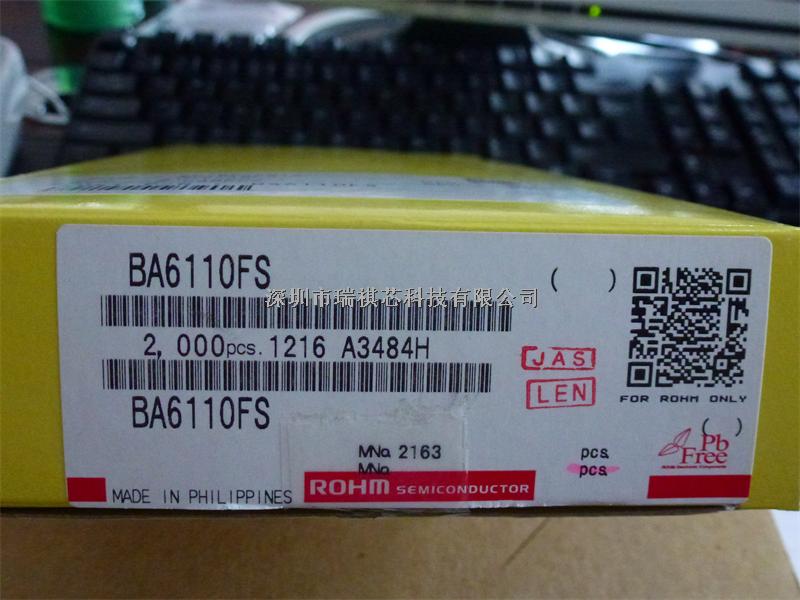 BA6110FS
( )
深圳市瑞祺芯科技有限公司
2,000pcs. 1216 A3484H
JAS
LEN
FOR ROHM ONLY
BA6110FS
( )
MNo. 2163
MNo.
pcs
pcs
Pb
Free
MADE IN PHILIPPINES
ROHM SEMICONDUCTOR